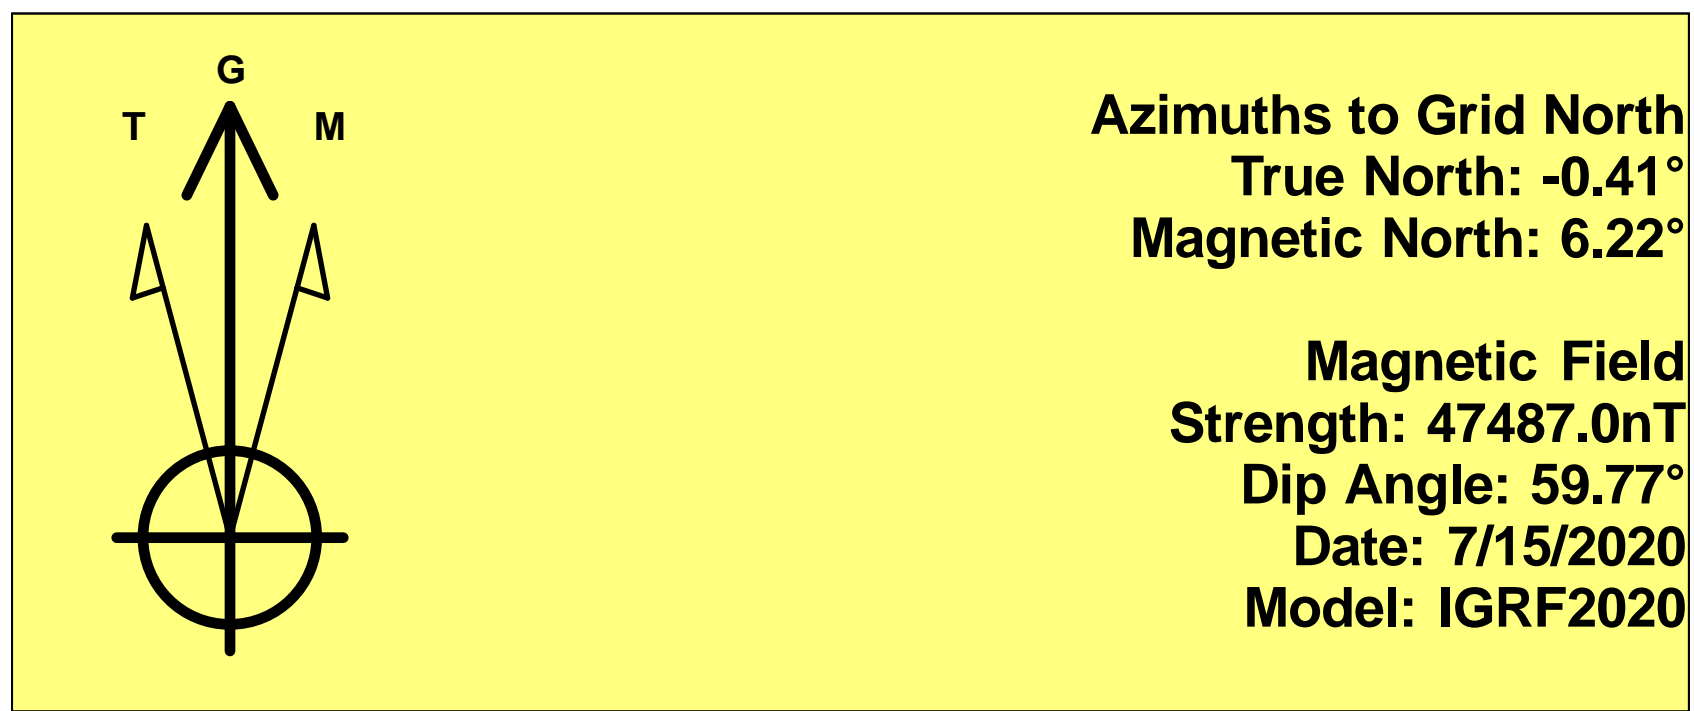 G
T
M
Azimuths to Grid North
True North: -0.41°
Magnetic North: 6.22°
Magnetic Field
Strength: 47487.0nT
Dip Angle: 59.77°
Date: 7/15/2020
Model: IGRF2020